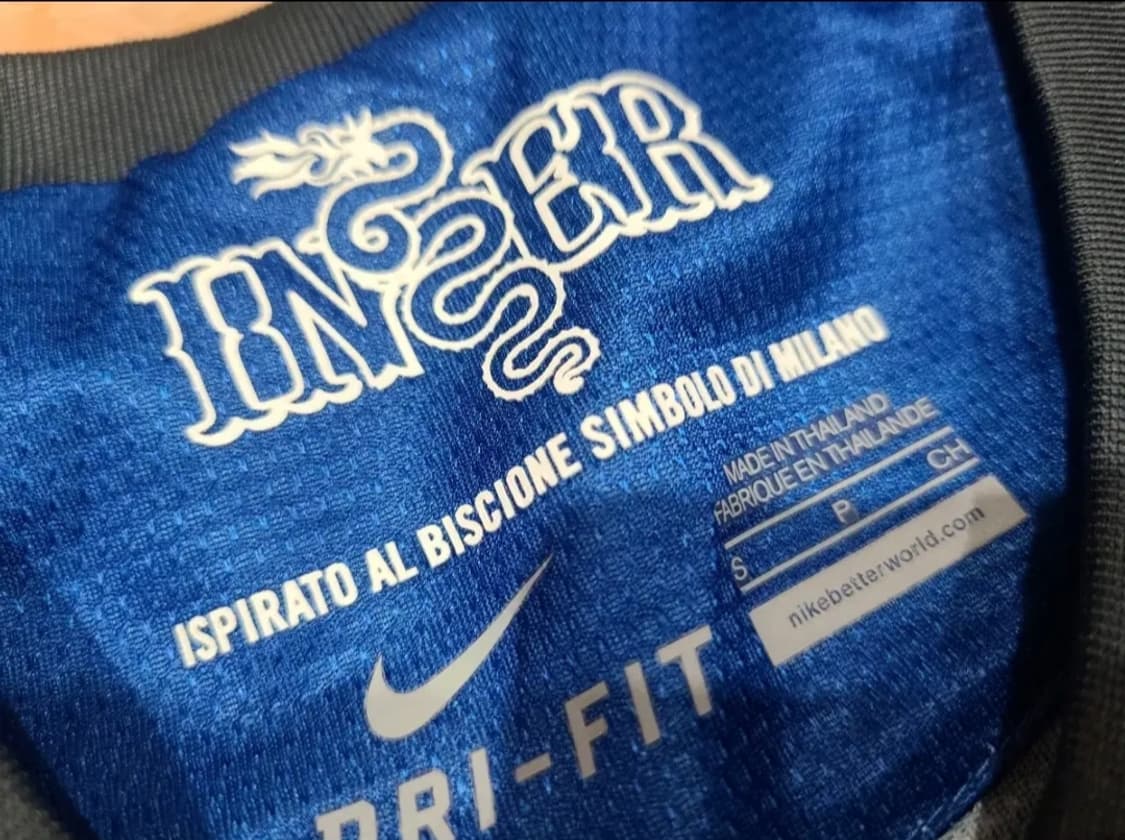 INTER
ISPIRATO AL BISCIONE SIMBOLO DI MILANO
MADE IN THAILAND
FABRIQUE EN THAILANDE
S P CH
nikebetterworld.com
DRI-FIT